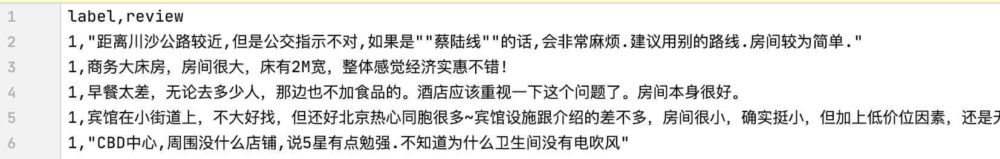 1 label,review
2 1,"距离川沙公路较近,但是公交指示不对,如果是""蔡陆线""的话,会非常麻烦.建议用别的路线.房间较为简单."
3 1,商务大床房，房间很大，床有2M宽，整体感觉经济实惠不错!
4 1,早餐太差，无论去多少人，那边也不加食品的。酒店应该重视一下这个问题了。房间本身很好。
5 1,宾馆在小街道上，不大好找，但还好北京热心同胞很多~宾馆设施跟介绍的差不多，房间很小，确实挺小，但加上低价位因素，还是
6 1,"CBD中心,周围没什么店铺,说5星有点勉强.不知道为什么卫生间没有电吹风"